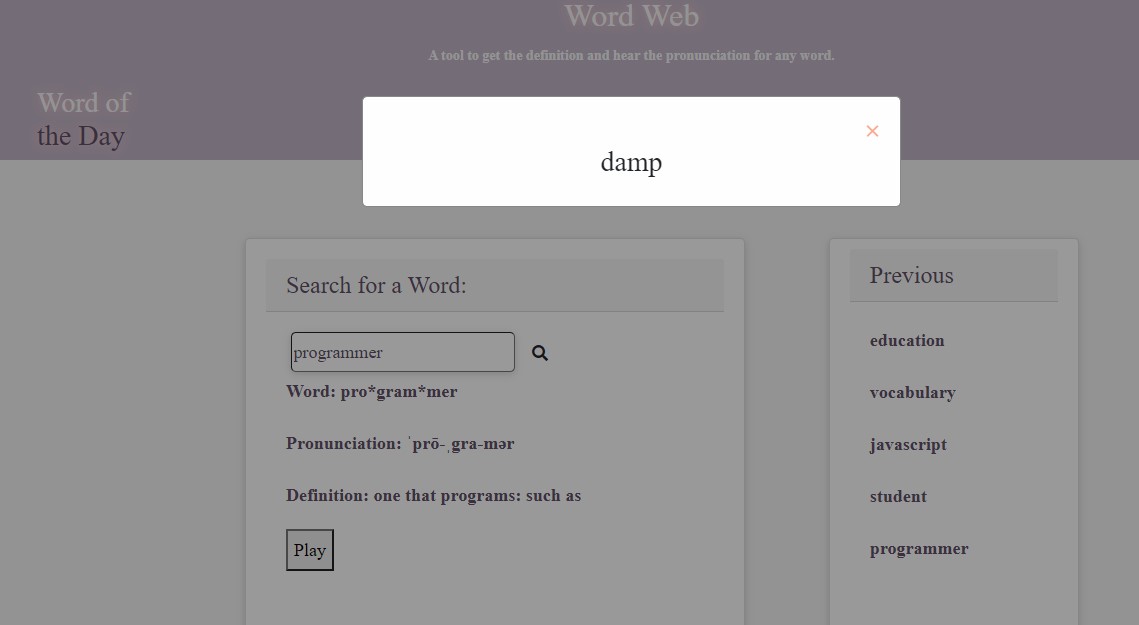 Word Web
A tool to get the definition and hear the pronunciation for any word.
Word of
the Day
×
damp
Search for a Word:
programmer
Word: pro*gram*mer
Pronunciation: ˈprō-ˌgra-mər
Definition: one that programs: such as
Play
Previous
education
vocabulary
javascript
student
programmer